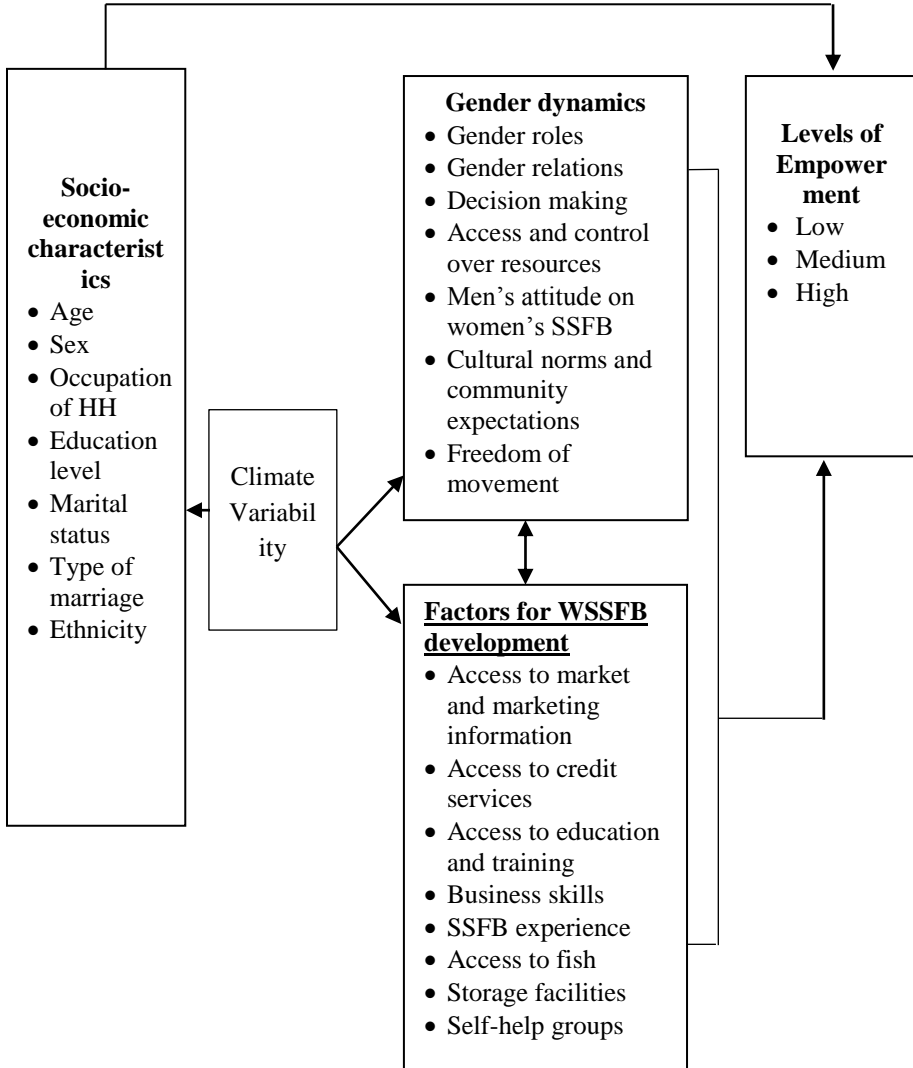 Socio-
economic
characterist
ics
• Age
• Sex
• Occupation
of HH
• Education
level
• Marital
status
• Type of
marriage
• Ethnicity
Climate
Variabil
ity
Gender dynamics
• Gender roles
• Gender relations
• Decision making
• Access and control
over resources
• Men’s attitude on
women’s SSFB
• Cultural norms and
community
expectations
• Freedom of
movement
Factors for WSSFB
development
• Access to market
and marketing
information
• Access to credit
services
• Access to education
and training
• Business skills
• SSFB experience
• Access to fish
• Storage facilities
• Self-help groups
Levels of
Empower
ment
• Low
• Medium
• High